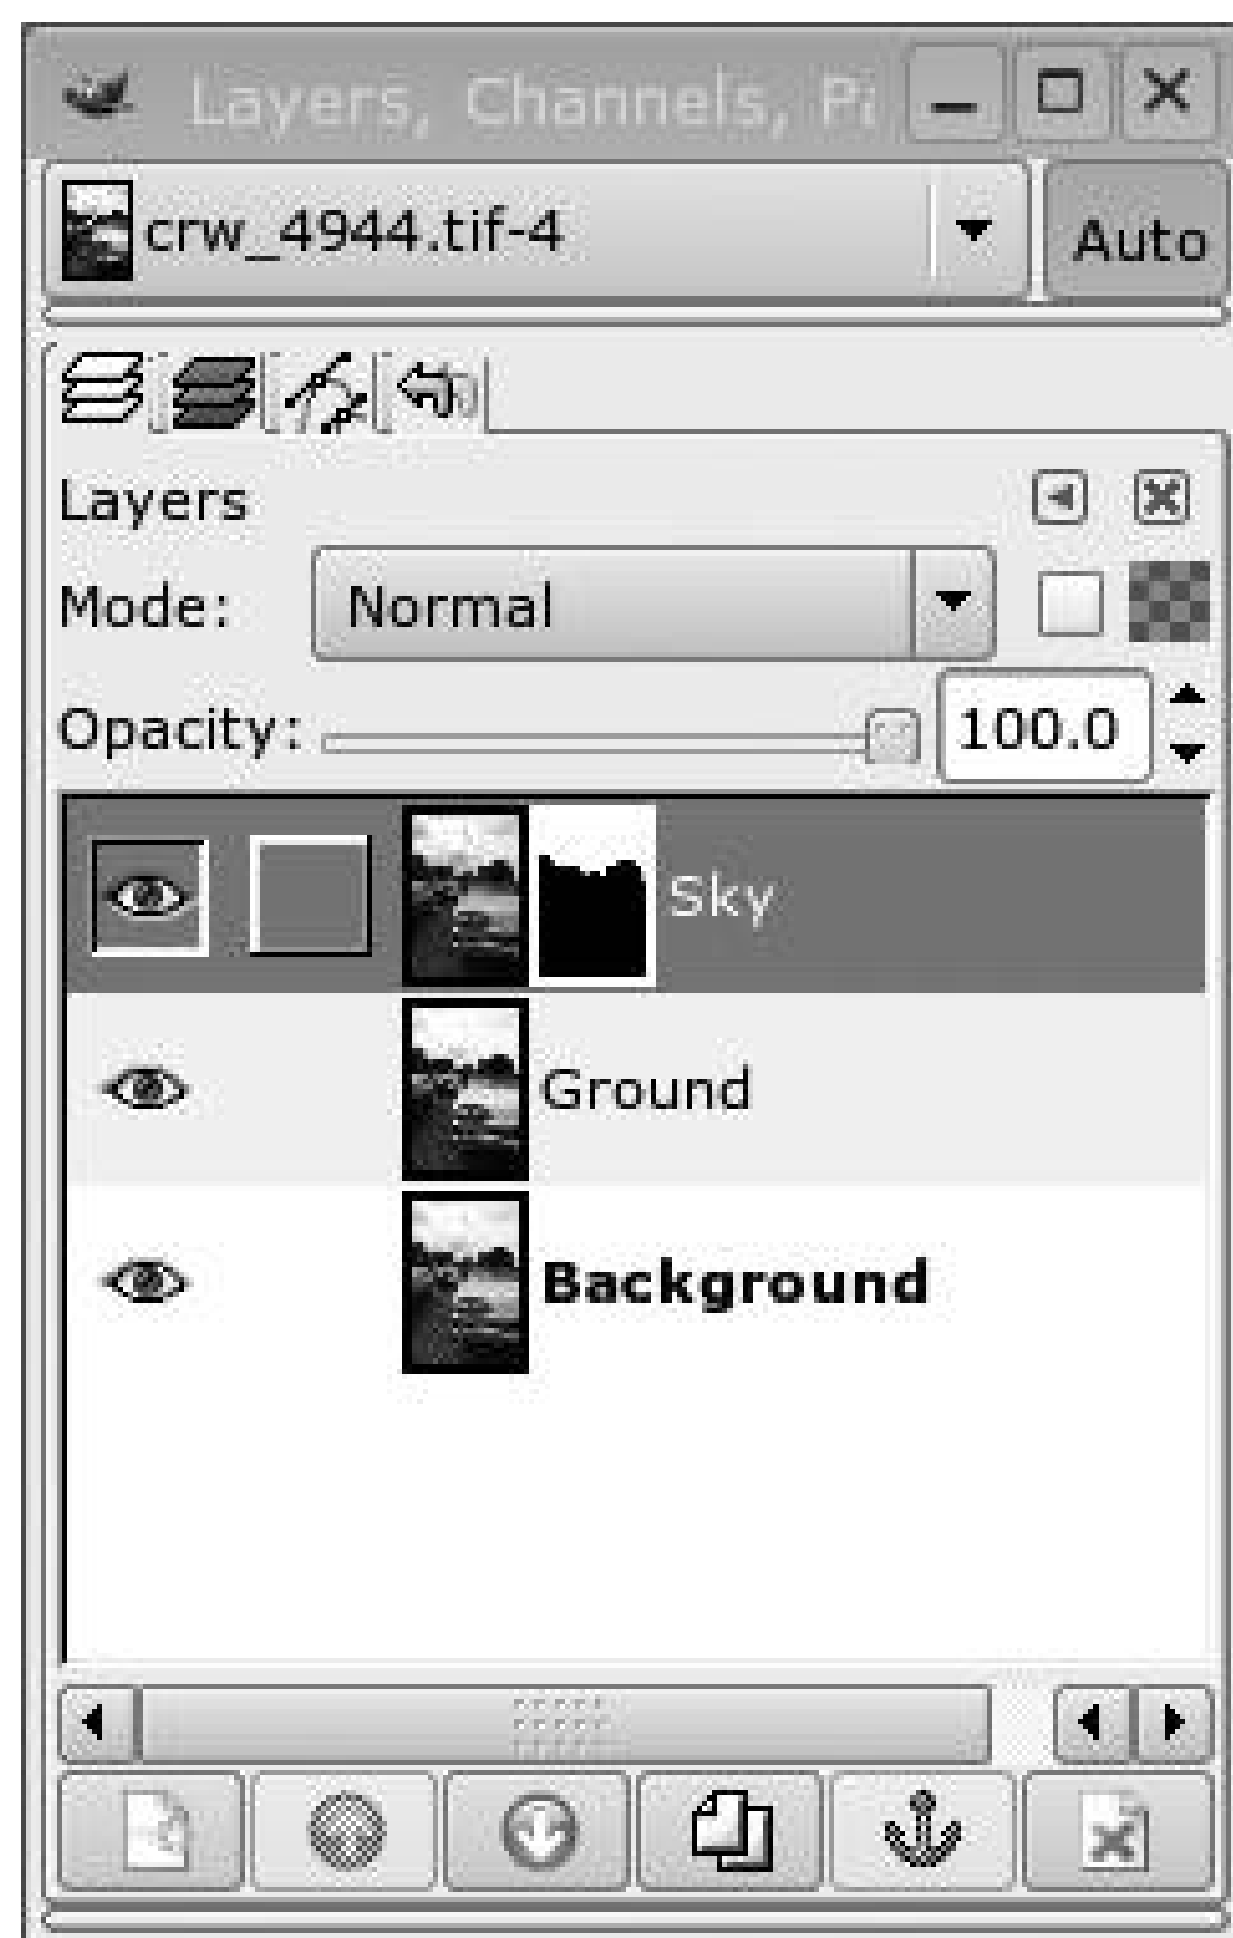 Layers, Channels, Pa
crw_4944.tif-4
Auto
Layers
Mode: Normal
Opacity: 100.0
Sky
Ground
Background